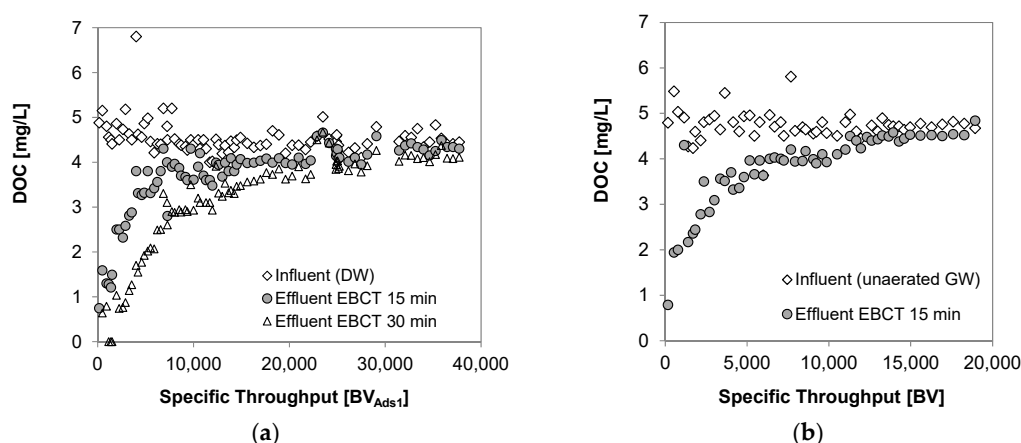 7
6
5
4
3
2
1
0
DOC [mg/L]
Influent (DW)
Effluent EBCT 15 min
Effluent EBCT 30 min
0 10,000 20,000 30,000 40,000
Specific Throughput [BVAds1]
(a)
7
6
5
4
3
2
1
0
DOC [mg/L]
Influent (unaerated GW)
Effluent EBCT 15 min
0 5,000 10,000 15,000 20,000
Specific Throughput [BV]
(b)